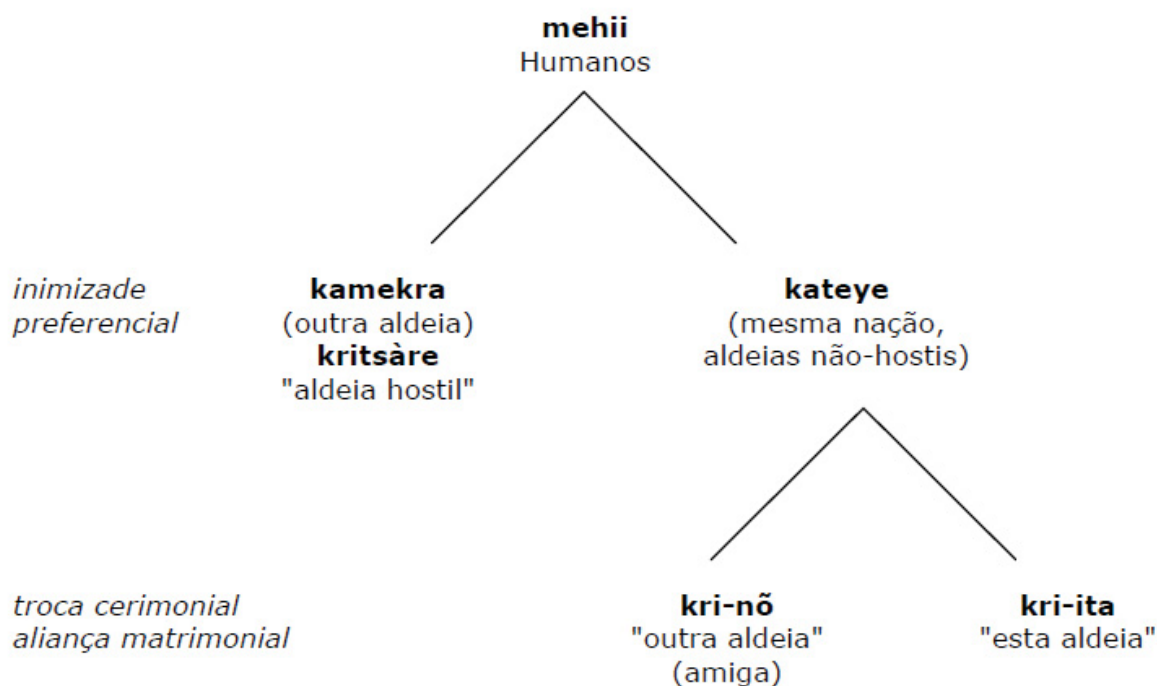 mehii
Humanos
inimizade
preferencial
kamekra
(outra aldeia)
kritsàre
"aldeia hostil"
kateye
(mesma nação,
aldeias não-hostis)
troca cerimonial
aliança matrimonial
kri-nõ
"outra aldeia"
(amiga)
kri-ita
"esta aldeia"